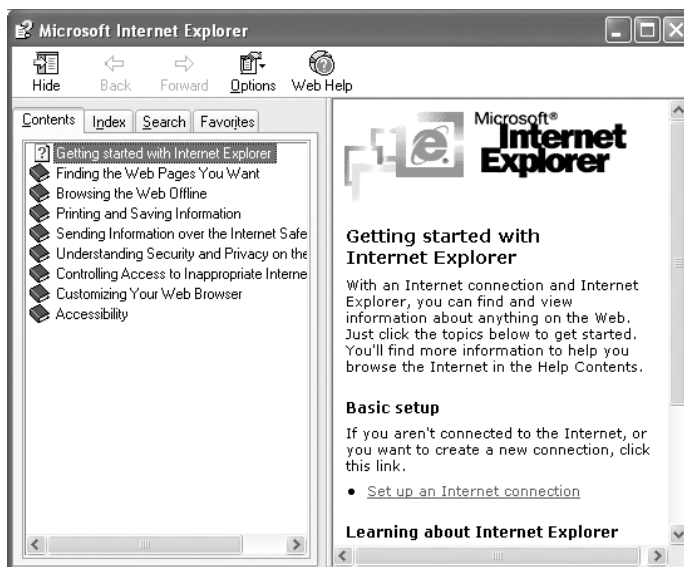 Microsoft Internet Explorer
Hide Back Forward Options Web Help
Contents Index Search Favorites
Getting started with Internet Explorer
Finding the Web Pages You Want
Browsing the Web Offline
Printing and Saving Information
Sending Information over the Internet Safe
Understanding Security and Privacy on the
Controlling Access to Inappropriate Interne
Customizing Your Web Browser
Accessibility
Microsoft®
Internet
Explorer
Getting started with
Internet Explorer
With an Internet connection and Internet
Explorer, you can find and view
information about anything on the Web.
Just click the topics below to get started.
You'll find more information to help you
browse the Internet in the Help Contents.
Basic setup
If you aren't connected to the Internet, or
you want to create a new connection, click
this link.
• Set up an Internet connection
Learning about Internet Explorer